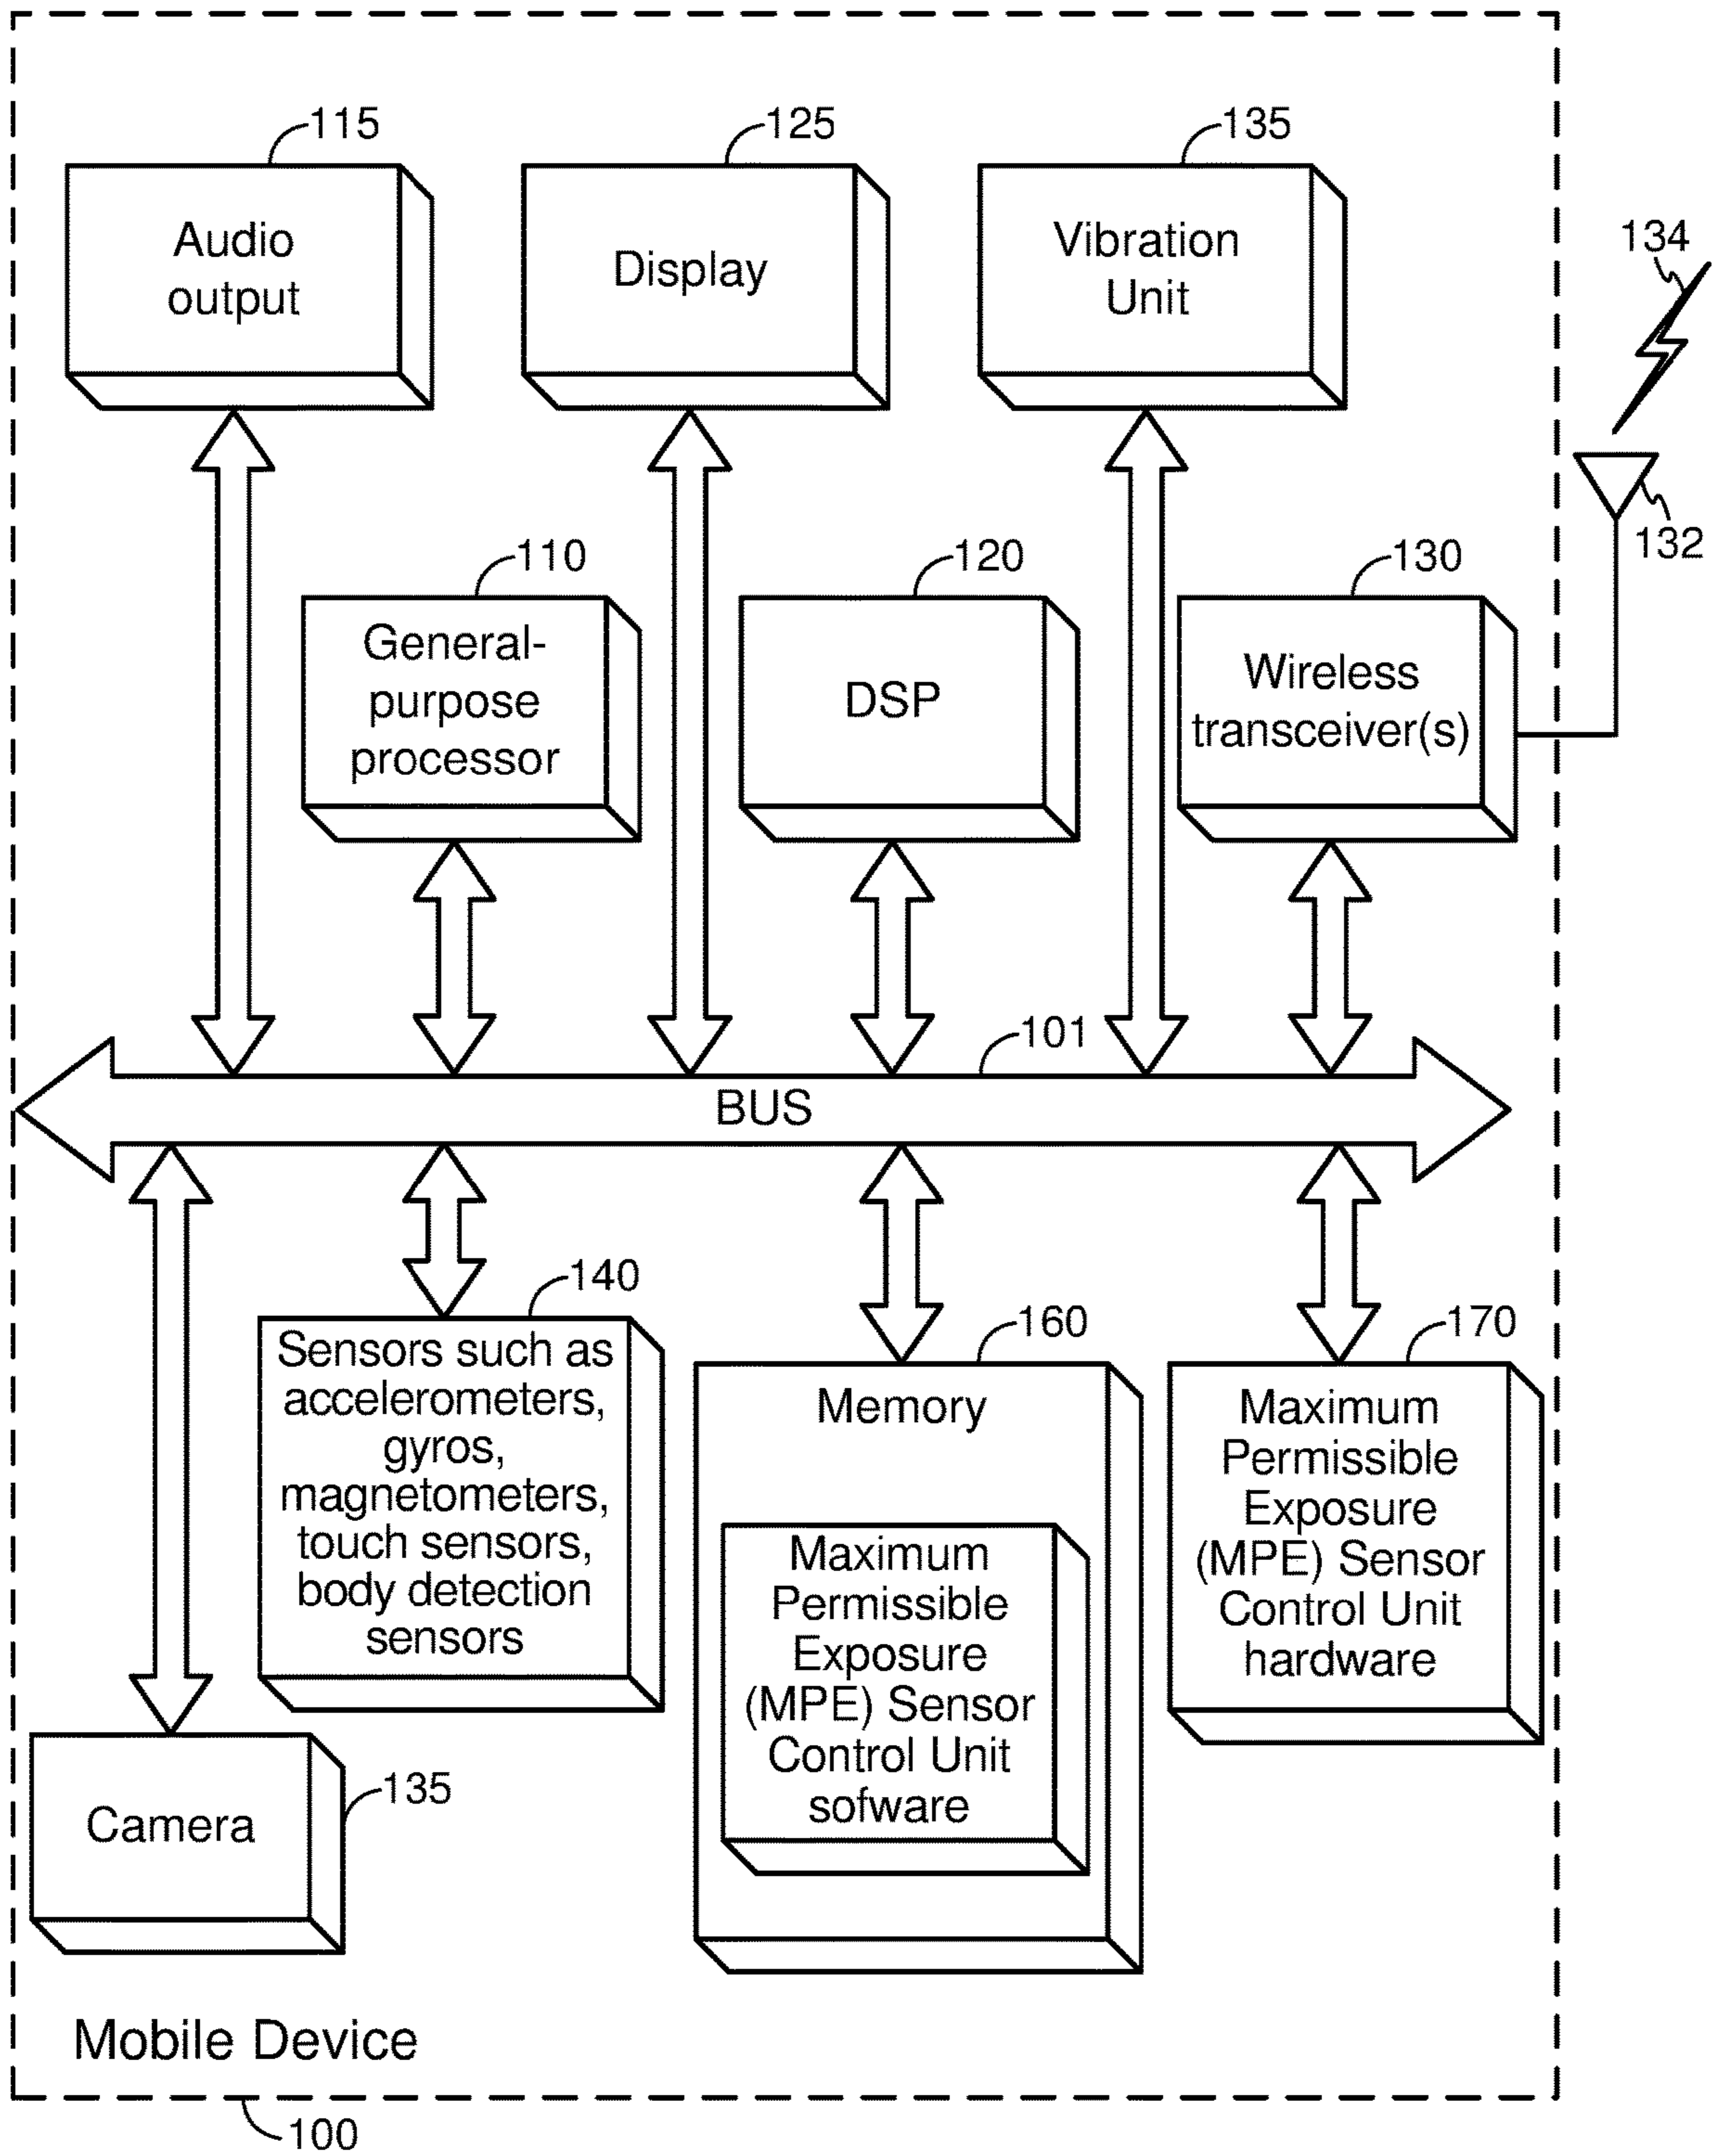 115
125
135
Audio
output
Display
Vibration
Unit
134
132
110
120
130
General-
purpose
processor
DSP
Wireless
transceiver(s)
101
BUS
140
160
170
Sensors such as
accelerometers,
gyros,
magnetometers,
touch sensors,
body detection
sensors
Memory
Maximum
Permissible
Exposure
(MPE) Sensor
Control Unit
sofware
Maximum
Permissible
Exposure
(MPE) Sensor
Control Unit
hardware
Camera
135
Mobile Device
100